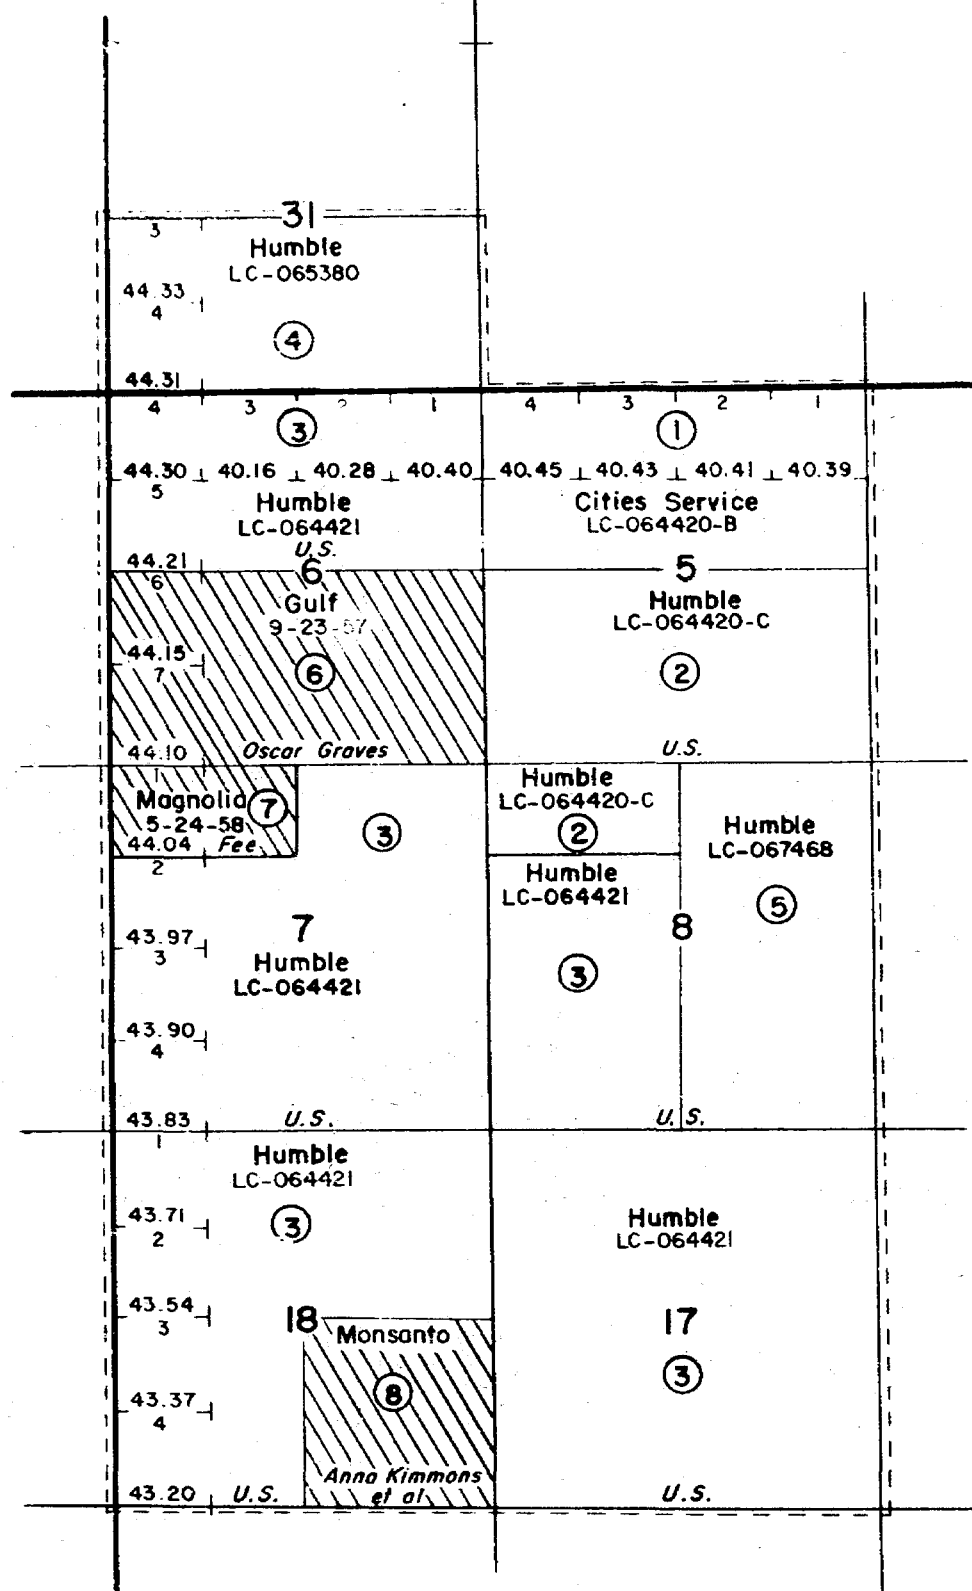 31
3
Humble
LC-065380
44.33
4
4
44.31
4 3 2 1 4 3 2 1
3 1
44.30 40.16 40.28 40.40 40.45 40.43 40.41 40.39
5
Humble
LC-064421
U.S.
Cities Service
LC-064420-B
44.21
6
6
5
Gulf
9-23-57
Humble
LC-064420-C
44.15
7
6
2
44.10
Oscar Graves
U.S.
1
Magnolia
7
5-24-58
44.04 Fee
2
3
Humble
LC-064420-C
2
Humble
LC-064421
Humble
LC-067468
5
7
8
43.97
3
Humble
LC-064421
3
43.90
4
43.83
U.S.
U.S.
1
Humble
LC-064421
43.71
2
3
Humble
LC-064421
43.54
3
18
Monsanto
17
3
43.37
4
8
Anna Kimmons
et al
43.20
U.S.
U.S.